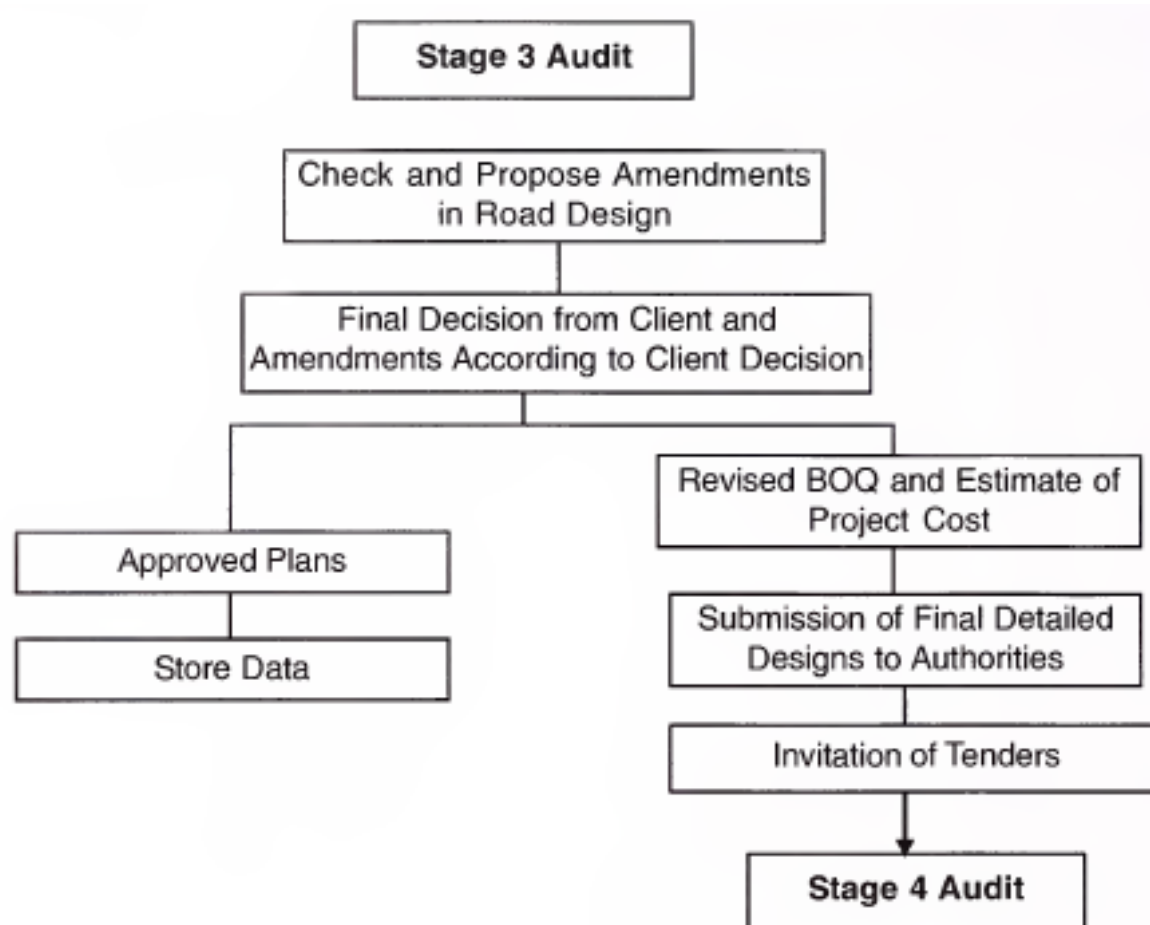 Stage 3 Audit
Check and Propose Amendments
in Road Design
Final Decision from Client and
Amendments According to Client Decision
Revised BOQ and Estimate of
Project Cost
Approved Plans
Submission of Final Detailed
Designs to Authorities
Store Data
Invitation of Tenders
Stage 4 Audit